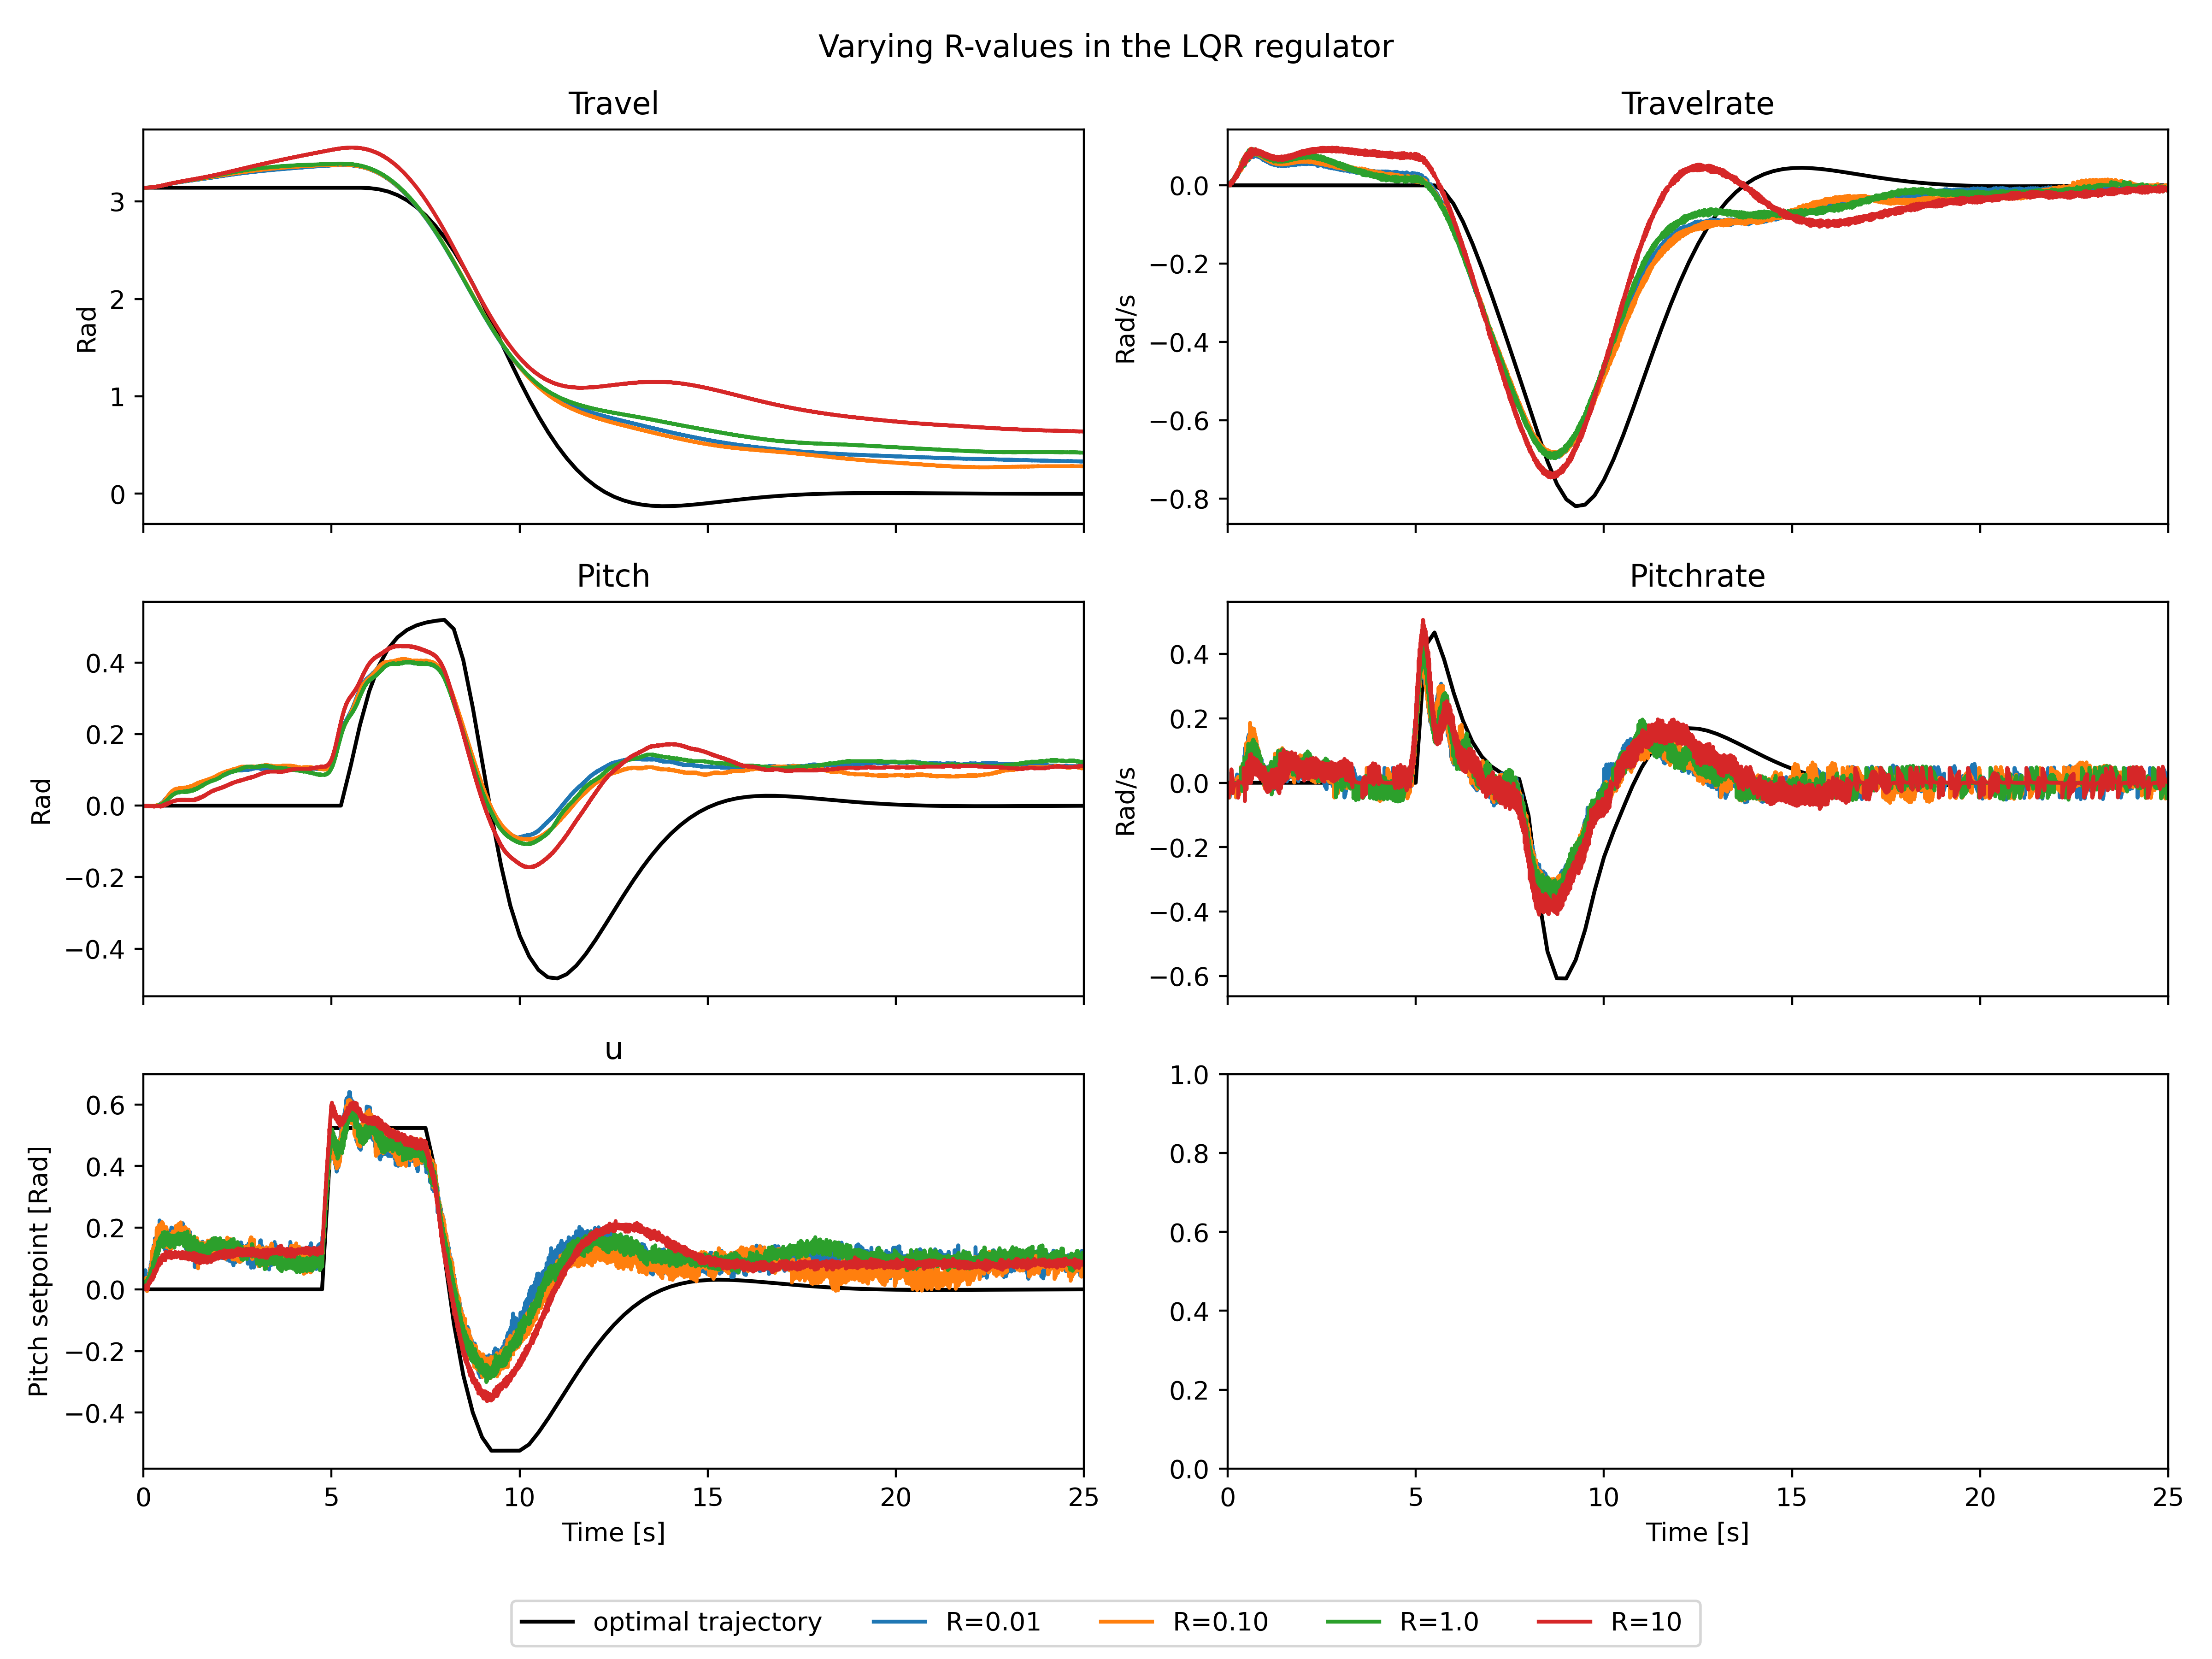 Varying R-values in the LQR regulator
Travel
Travelrate
Rad
3
2
1
0
Rad/s
0.0
−0.2
−0.4
−0.6
−0.8
Pitch
Pitchrate
Rad
0.4
0.2
0.0
−0.2
−0.4
Rad/s
0.4
0.2
0.0
−0.2
−0.4
−0.6
u
Pitch setpoint [Rad]
0.6
0.4
0.2
0.0
−0.2
−0.4
0 5 10 15 20 25
Time [s]
1.0
0.8
0.6
0.4
0.2
0.0
0 5 10 15 20 25
Time [s]
optimal trajectory R=0.01 R=0.10 R=1.0 R=10